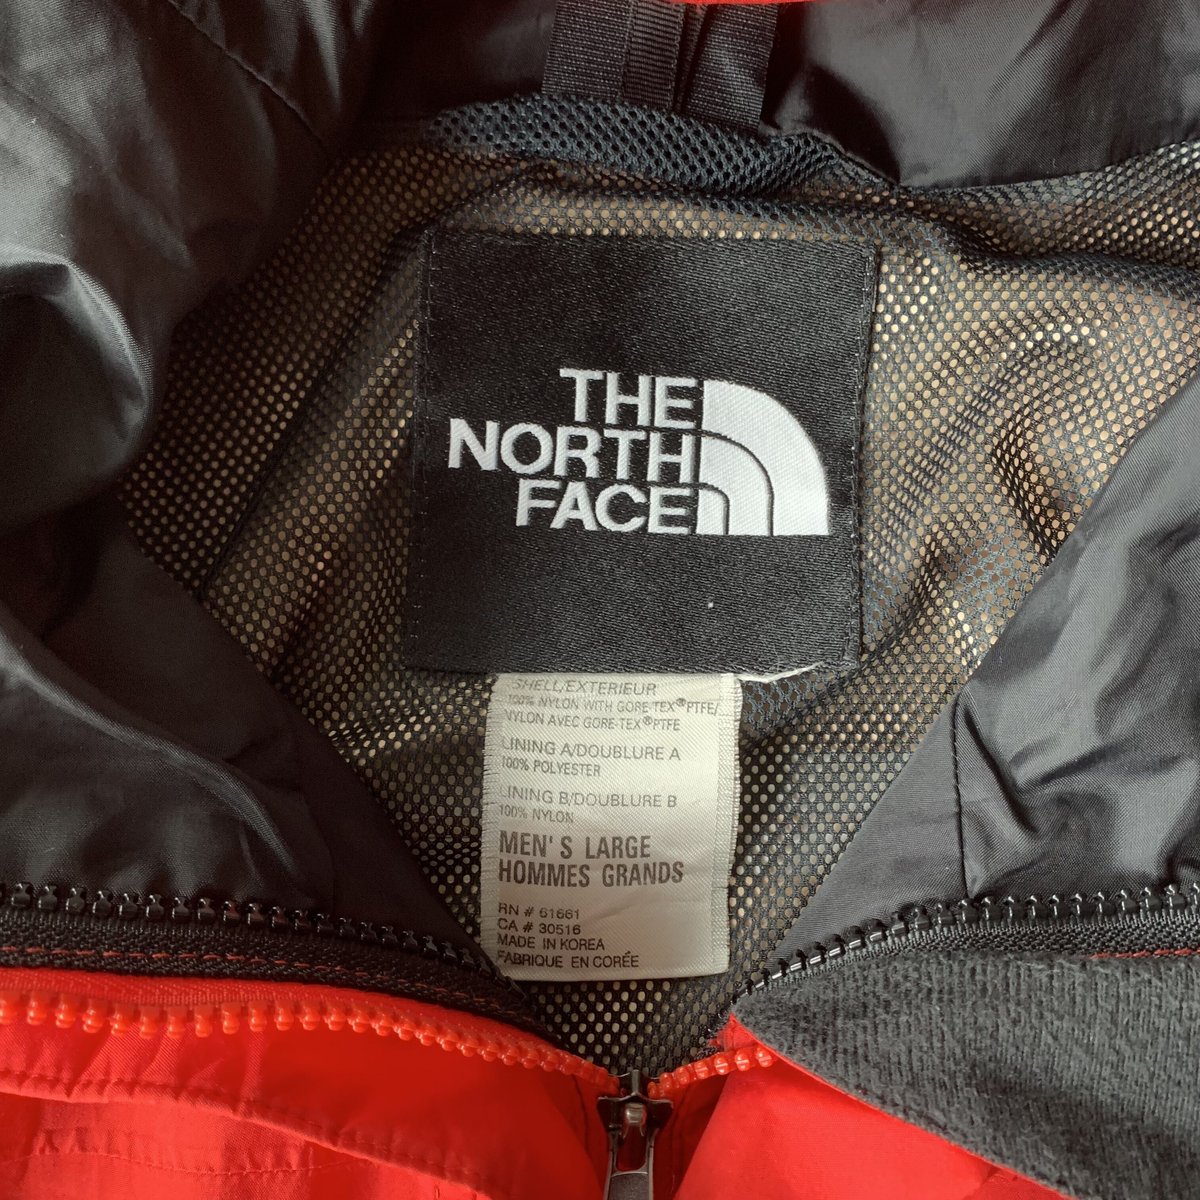 THE
NORTH
FACE
SHELL/EXTERIEUR
100% NYLON WITH GORE-TEX®PTFE/
NYLON AVEC GORE-TEX®PTFE
LINING A/DOUBLURE A
100% POLYESTER
LINING B/DOUBLURE B
100% NYLON
MEN'S LARGE
HOMMES GRANDS
RN # 61661
CA # 30516
MADE IN KOREA
FABRIQUE EN CORÉE